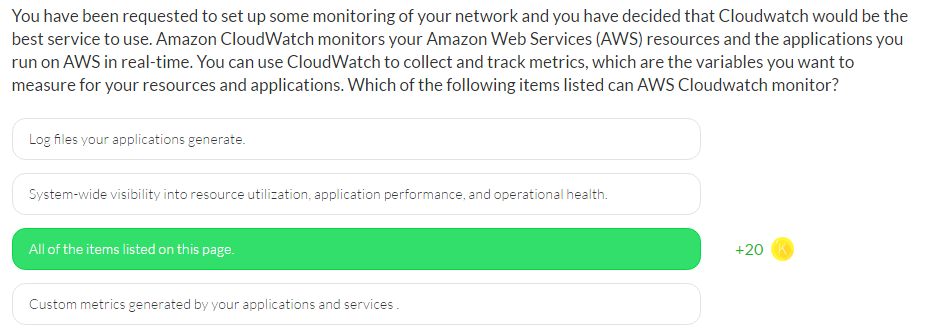 You have been requested to set up some monitoring of your network and you have decided that Cloudwatch would be the
best service to use. Amazon CloudWatch monitors your Amazon Web Services (AWS) resources and the applications you
run on AWS in real-time. You can use CloudWatch to collect and track metrics, which are the variables you want to
measure for your resources and applications. Which of the following items listed can AWS Cloudwatch monitor?
Log files your applications generate.
System-wide visibility into resource utilization, application performance, and operational health.
All of the items listed on this page.
+20 K
Custom metrics generated by your applications and services .